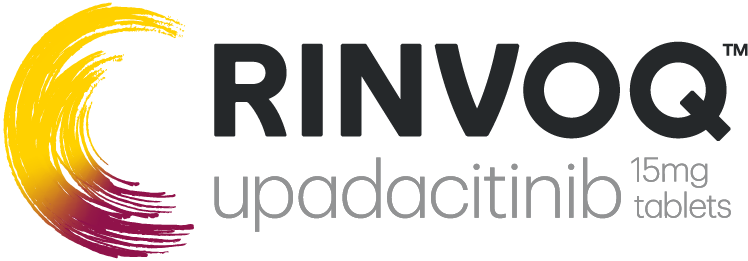 RINVOQ™
upadacitinib 15mg
tablets